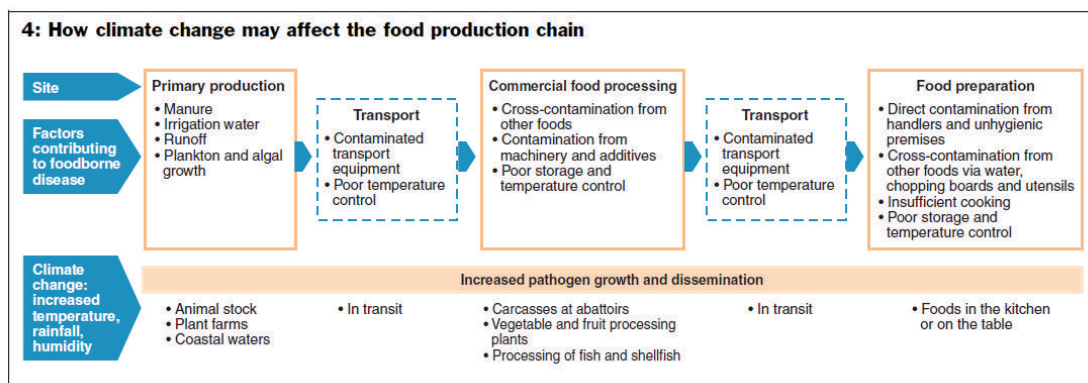 4: How climate change may affect the food production chain
Site
Factors
contributing
to foodborne
disease
Climate
change:
increased
temperature,
rainfall,
humidity
Primary production
• Manure
• Irrigation water
• Runoff
• Plankton and algal
growth
Transport
• Contaminated
transport
equipment
• Poor temperature
control
Commercial food processing
• Cross-contamination from
other foods
• Contamination from
machinery and additives
• Poor storage and
temperature control
Transport
• Contaminated
transport
equipment
• Poor temperature
control
Food preparation
• Direct contamination from
handlers and unhygienic
premises
• Cross-contamination from
other foods via water,
chopping boards and utensils
• Insufficient cooking
• Poor storage and
temperature control
Increased pathogen growth and dissemination
• Animal stock
• Plant farms
• Coastal waters
• In transit
• Carcasses at abattoirs
• Vegetable and fruit processing
plants
• Processing of fish and shellfish
• In transit
• Foods in the kitchen
or on the table